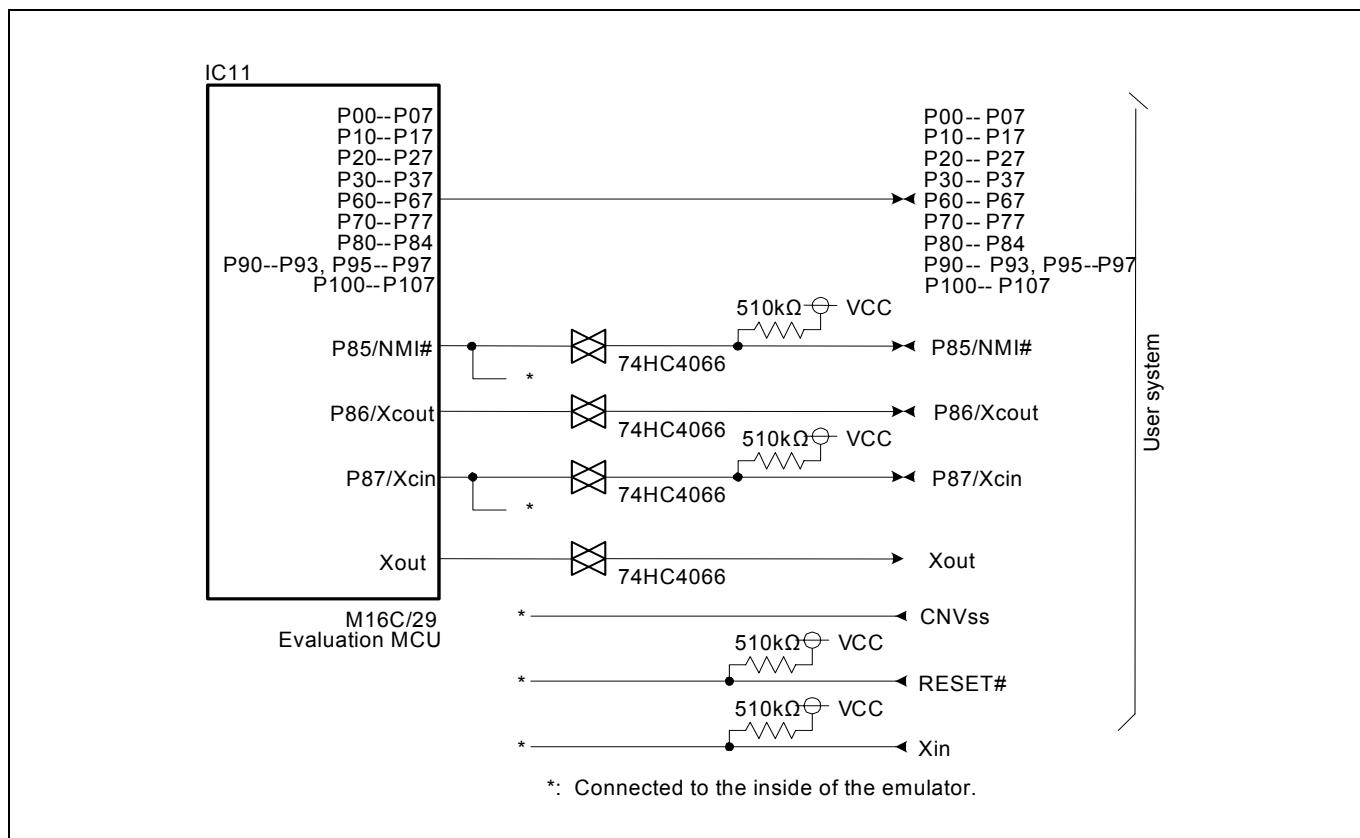 IC11
P00--P07
P10--P17
P20--P27
P30--P37
P60--P67
P70--P77
P80--P84
P90--P93, P95--P97
P100--P107
P00-- P07
P10-- P17
P20-- P27
P30-- P37
P60-- P67
P70-- P77
P80-- P84
P90-- P93, P95--P97
P100-- P107
510kΩ VCC
P85/NMI# 74HC4066 P85/NMI#
*
P86/Xcout 74HC4066 P86/Xcout
510kΩ VCC
P87/Xcin 74HC4066 P87/Xcin
*
Xout 74HC4066 Xout
M16C/29
Evaluation MCU
* CNVss
510kΩ VCC
* RESET#
510kΩ VCC
* Xin
User system
*: Connected to the inside of the emulator.